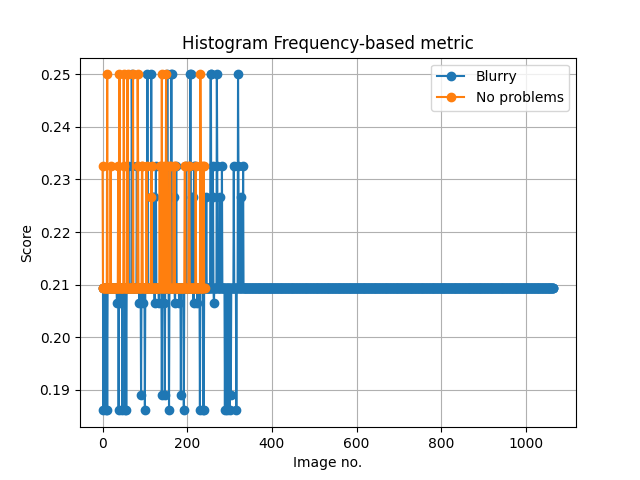 Histogram Frequency-based metric
Blurry
No problems
Score
0.25
0.24
0.23
0.22
0.21
0.20
0.19
0
200
400
600
800
1000
Image no.